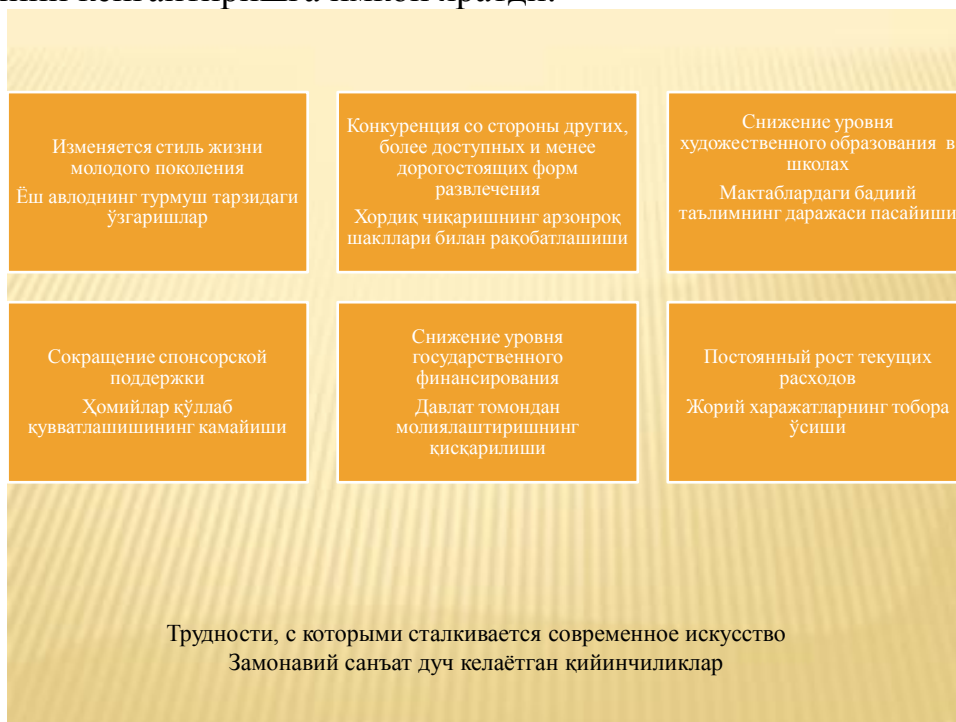 кенгайтиришга имкон яратди.
Изменяется стиль жизни
молодого поколения
Ёш авлоднинг турмуш тарзидаги
ўзгаришлар
Конкуренция со стороны других,
более доступных и менее
дорогостоящих форм
развлечения
Хордиқ чиқаришнинг арзонроқ
шакллари билан рақобатлашиши
Снижение уровня
художественного образования в
школах
Мактаблардаги бадиий
таълимнинг даражаси пасайиши
Сокращение спонсорской
поддержки
Ҳомийлар қўллаб
қувватлашишининг камайиши
Снижение уровня
государственного
финансирования
Давлат томондан
молиялаштиришнинг
қисқарилиши
Постоянный рост текущих
расходов
Жорий харажатларнинг тобора
ўсиши
Трудности, с которыми сталкивается современное искусство
Замонавий санъат дуч келаётган қийинчиликлар